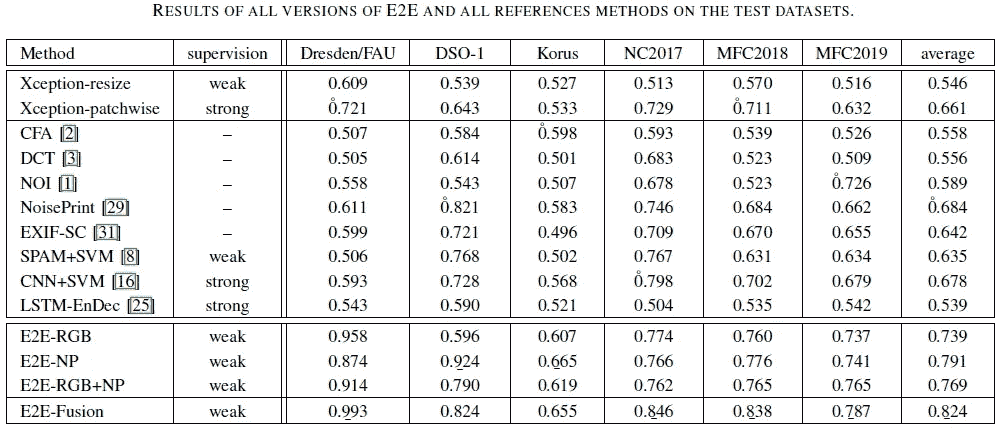 RESULTS OF ALL VERSIONS OF E2E AND ALL REFERENCES METHODS ON THE TEST DATASETS.
Method supervision Dresden/FAU DSO-1 Korus NC2017 MFC2018 MFC2019 average
Xception-resize weak 0.609 0.539 0.527 0.513 0.570 0.516 0.546
Xception-patchwise strong 0.721 0.643 0.533 0.729 0.711 0.632 0.661
CFA [2] – 0.507 0.584 0.598 0.593 0.539 0.526 0.558
DCT [3] – 0.505 0.614 0.501 0.683 0.523 0.509 0.556
NOI [1] – 0.558 0.543 0.507 0.678 0.523 0.726 0.589
NoisePrint [29] – 0.611 0.821 0.583 0.746 0.684 0.662 0.684
EXIF-SC [31] – 0.599 0.721 0.496 0.709 0.670 0.655 0.642
SPAM+SVM [8] weak 0.506 0.768 0.502 0.767 0.631 0.634 0.635
CNN+SVM [16] strong 0.593 0.728 0.568 0.798 0.702 0.679 0.678
LSTM-EnDec [25] strong 0.543 0.590 0.521 0.504 0.535 0.542 0.539
E2E-RGB weak 0.958 0.596 0.607 0.774 0.760 0.737 0.739
E2E-NP weak 0.874 0.924 0.665 0.766 0.776 0.741 0.791
E2E-RGB+NP weak 0.914 0.790 0.619 0.762 0.765 0.765 0.769
E2E-Fusion weak 0.993 0.824 0.655 0.846 0.838 0.787 0.824